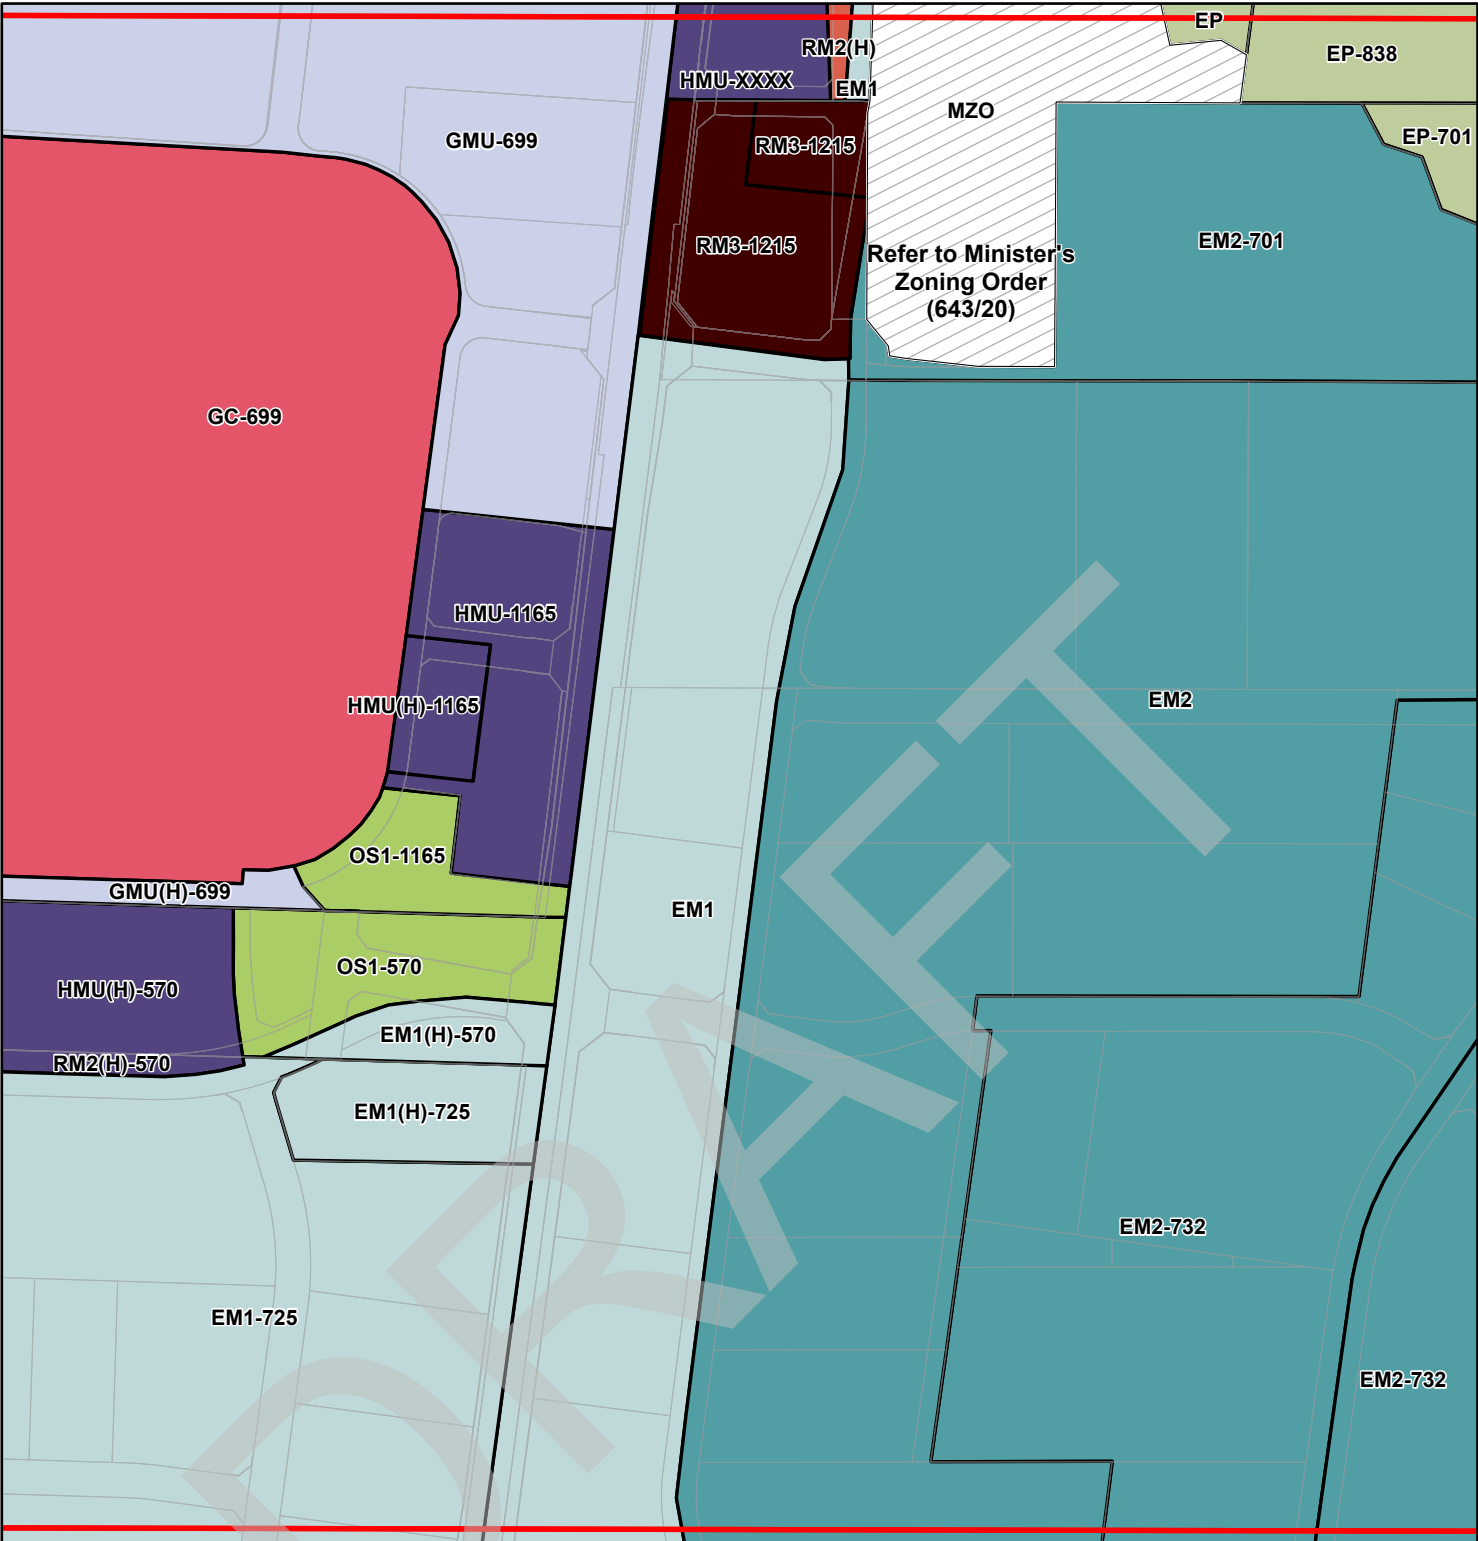 EP
RM2(H)
EP-838
HMU-XXXX
EM1
MZO
EP-701
GMU-699
RM3-1215
EM2-701
RM3-1215
Refer to Minister's
Zoning Order
(643/20)
GC-699
HMU-1165
EM2
HMU(H)-1165
OS1-1165
GMU(H)-699
EM1
OS1-570
HMU(H)-570
EM1(H)-570
RM2(H)-570
EM1(H)-725
EM2-732
EM1-725
EM2-732
DRAFT